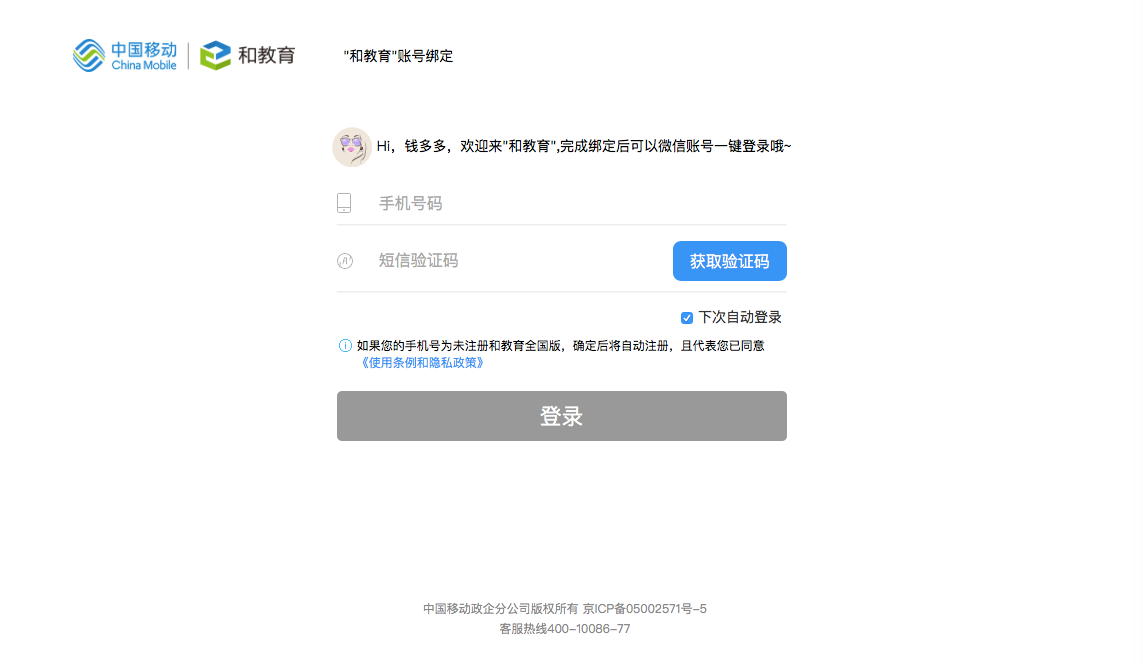 中国移动
China Mobile
和教育
"和教育"账号绑定
Hi，钱多多，欢迎来"和教育",完成绑定后可以微信账号一键登录哦~
手机号码
短信验证码
获取验证码
下次自动登录
如果您的手机号为未注册和教育全国版，确定后将自动注册，且代表您已同意
《使用条例和隐私政策》
登录
中国移动政企分公司版权所有 京ICP备05002571号-5
客服热线400-10086-77